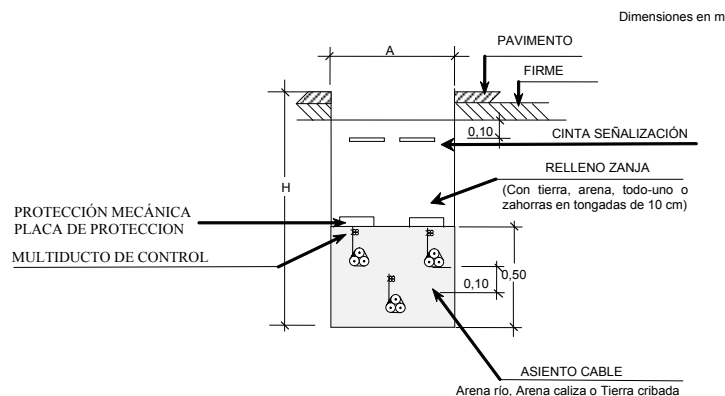 Dimensiones en m
PAVIMENTO
A
FIRME
0,10
CINTA SEÑALIZACIÓN
RELLENO ZANJA
(Con tierra, arena, todo-uno o
zahorras en tongadas de 10 cm)
H
PROTECCIÓN MECÁNICA
PLACA DE PROTECCION
MULTIDUCTO DE CONTROL
0,50
0,10
ASIENTO CABLE
Arena río, Arena caliza o Tierra cribada